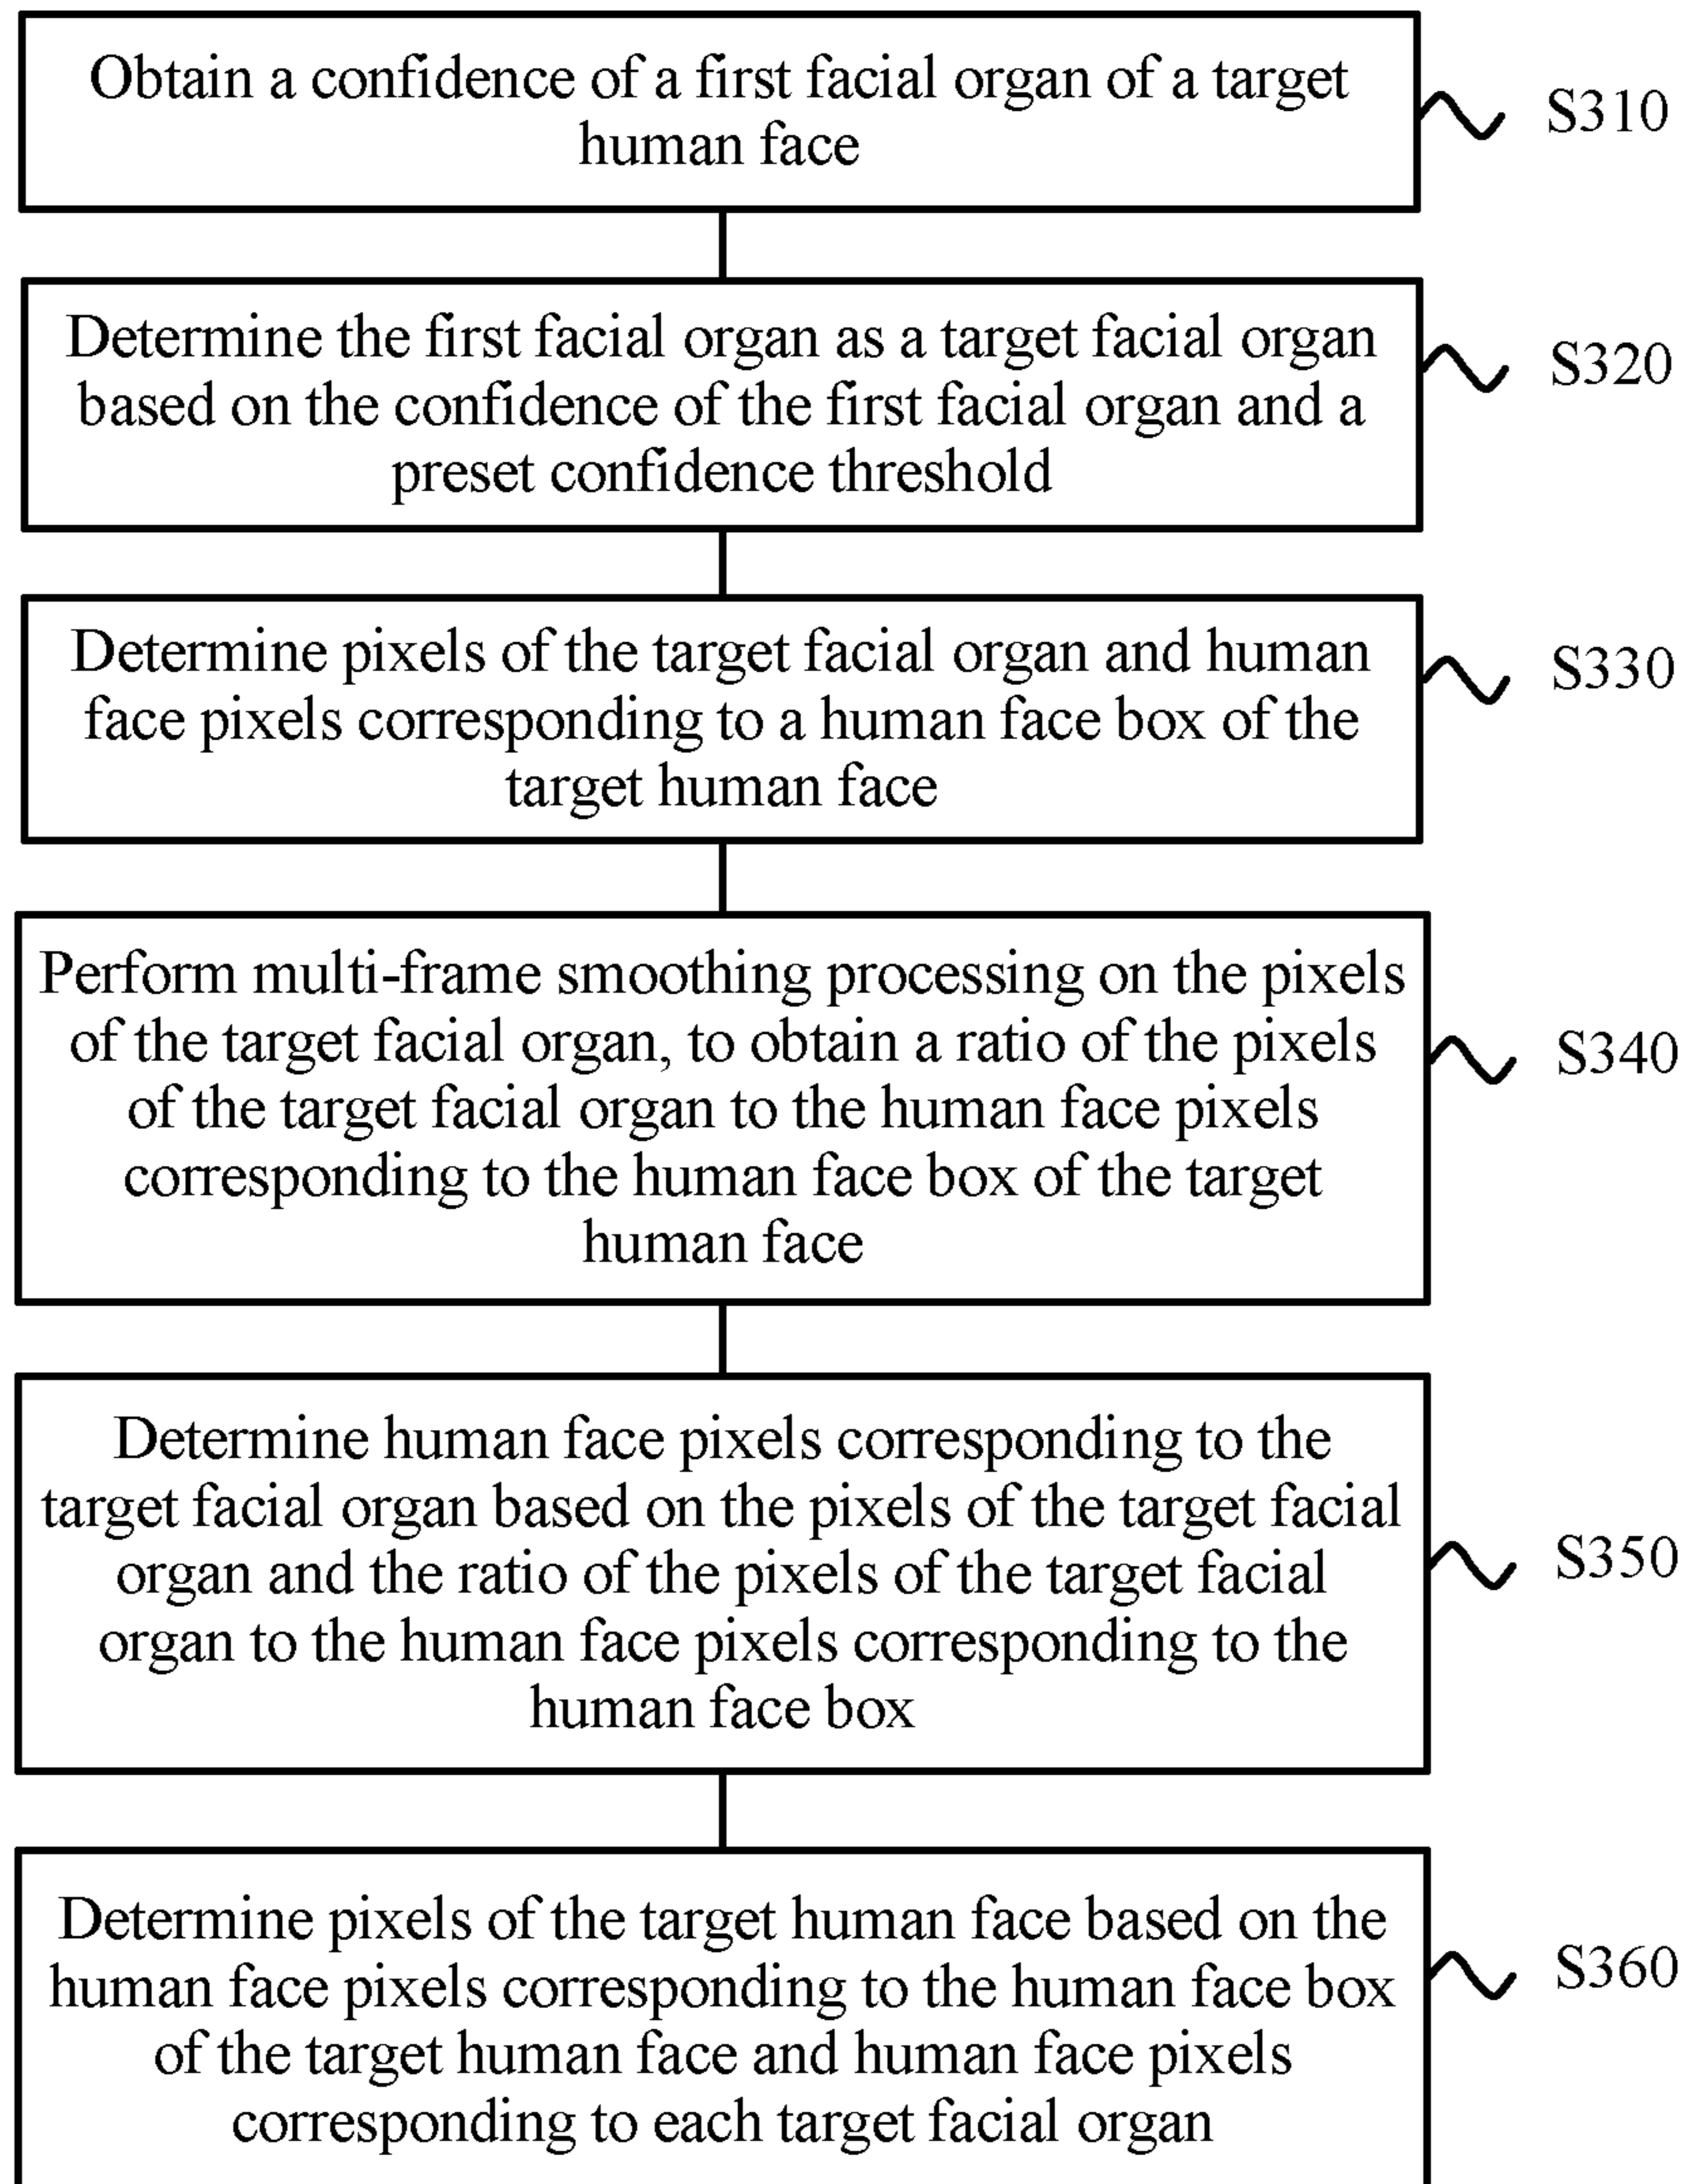 Obtain a confidence of a first facial organ of a target
human face
S310
Determine the first facial organ as a target facial organ
based on the confidence of the first facial organ and a
preset confidence threshold
S320
Determine pixels of the target facial organ and human
face pixels corresponding to a human face box of the
target human face
S330
Perform multi-frame smoothing processing on the pixels
of the target facial organ, to obtain a ratio of the pixels
of the target facial organ to the human face pixels
corresponding to the human face box of the target
human face
S340
Determine human face pixels corresponding to the
target facial organ based on the pixels of the target facial
organ and the ratio of the pixels of the target facial
organ to the human face pixels corresponding to the
human face box
S350
Determine pixels of the target human face based on the
human face pixels corresponding to the human face box
of the target human face and human face pixels
corresponding to each target facial organ
S360